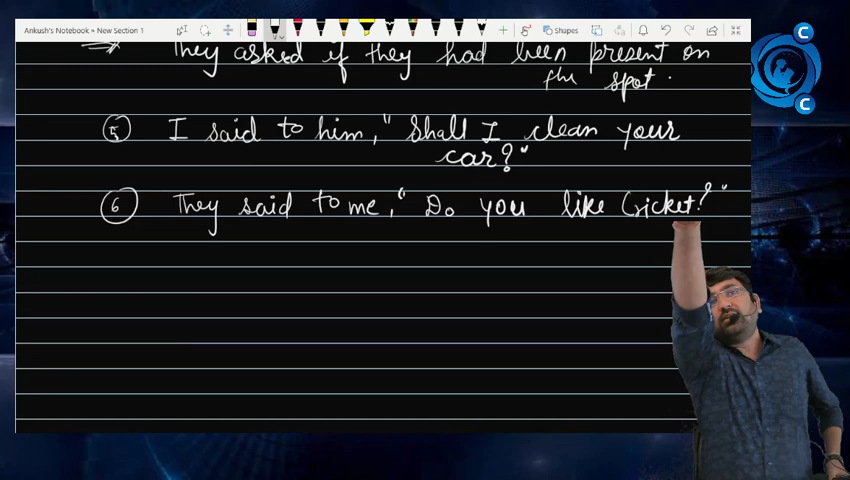 Ankush's Notebook » New Section 1
Shapes
They asked if they had been present on
the spot.
5 I said to him, "Shall I clean your
car?"
6 They said to me, "Do you like Cricket?"
C
C